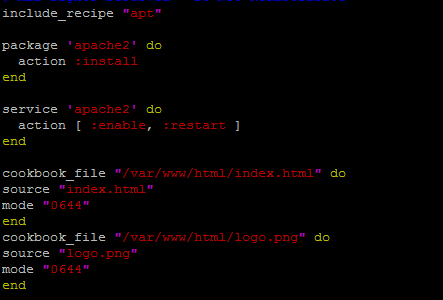 include_recipe "apt"
package 'apache2' do
action :install
end
service 'apache2' do
action [ :enable, :restart ]
end
cookbook_file "/var/www/html/index.html" do
source "index.html"
mode "0644"
end
cookbook_file "/var/www/html/logo.png" do
source "logo.png"
mode "0644"
end